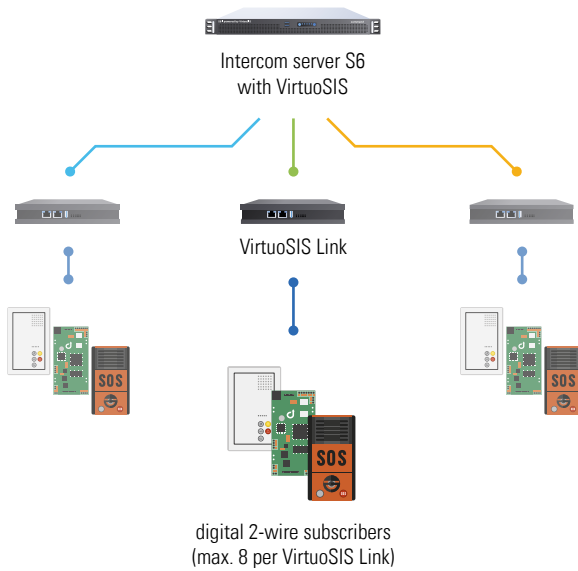 Intercom server S6
with VirtuoSIS
VirtuoSIS Link
SOS
SOS
SOS
digital 2-wire subscribers
(max. 8 per VirtuoSIS Link)